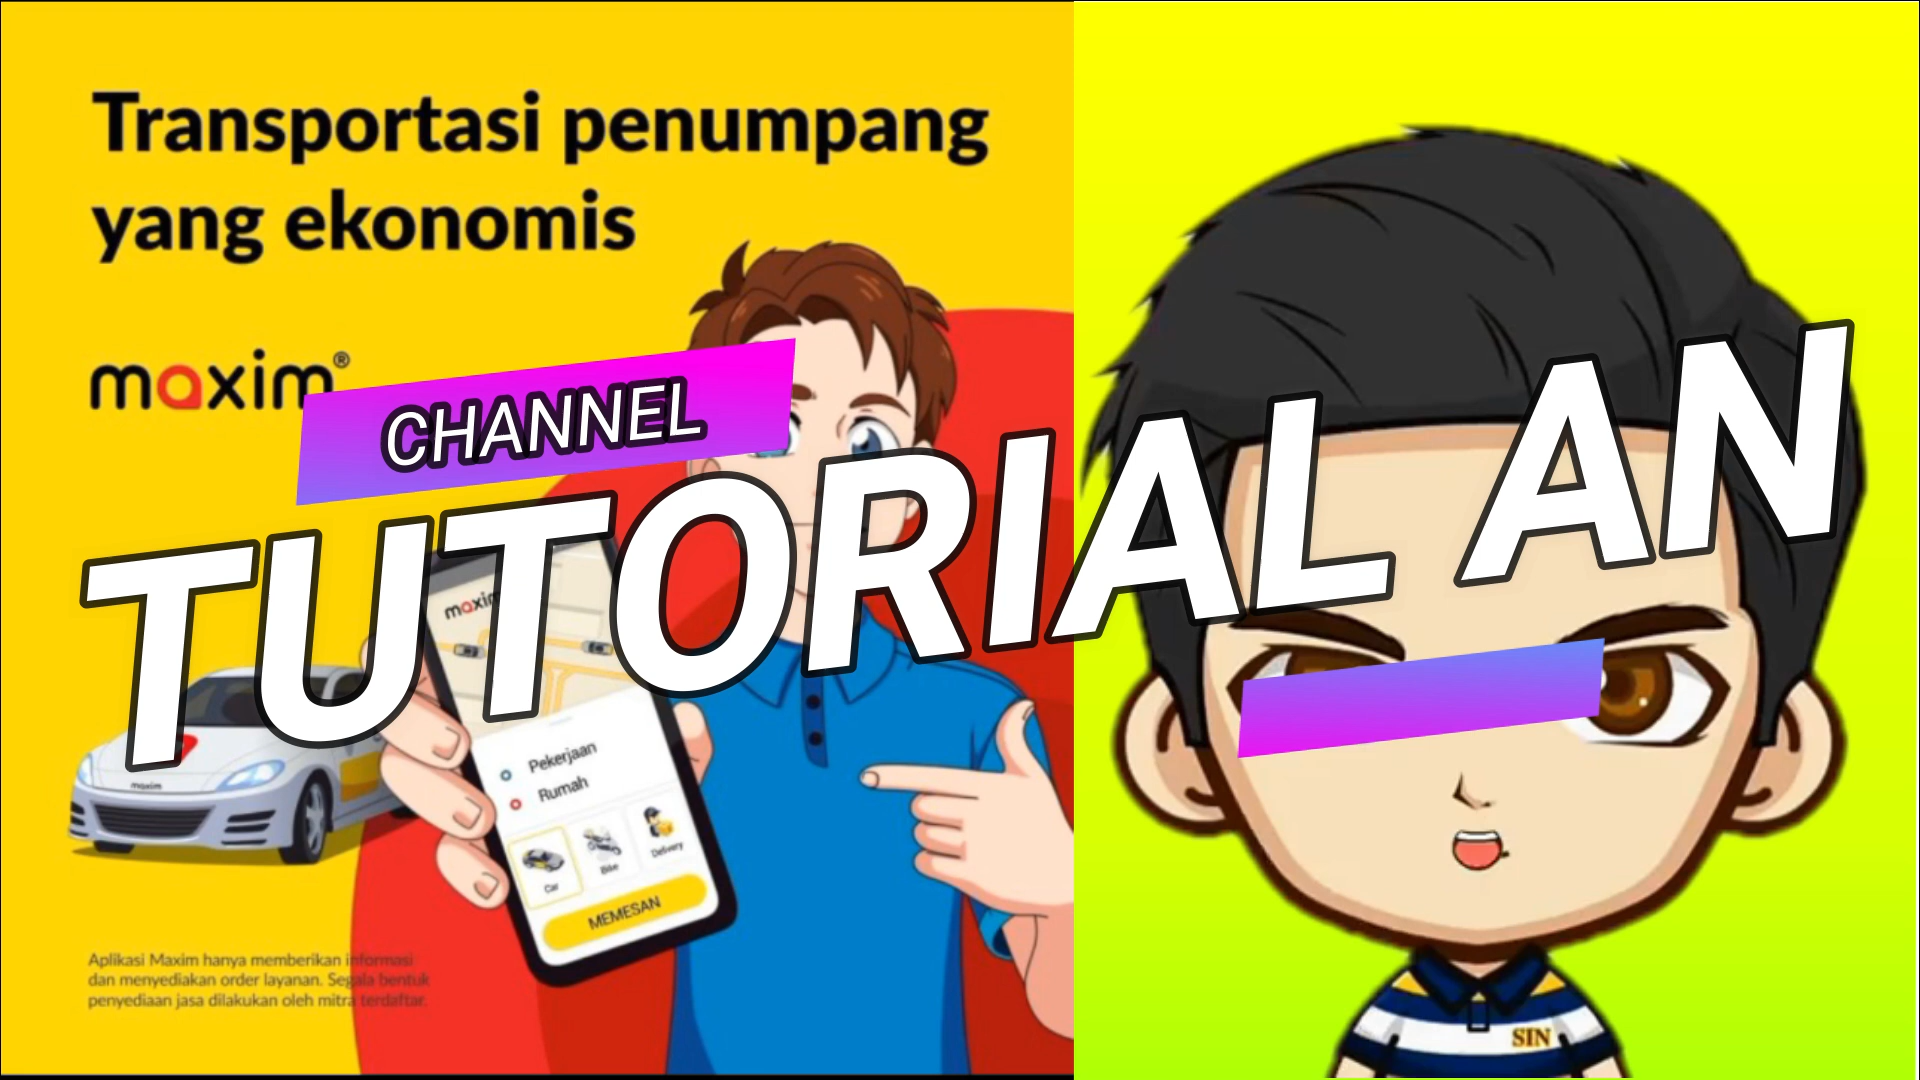 Transportasi penumpang
yang ekonomis
maxim®
CHANNEL
TUTORIAL AN
maxim
Pekerjaan
Rumah
Car
Bike
Delivery
MEMESAN
maxim
Aplikasi Maxim hanya memberikan informasi
dan menyediakan order layanan. Segala bentuk
penyediaan jasa dilakukan oleh mitra terdaftar.
SIN